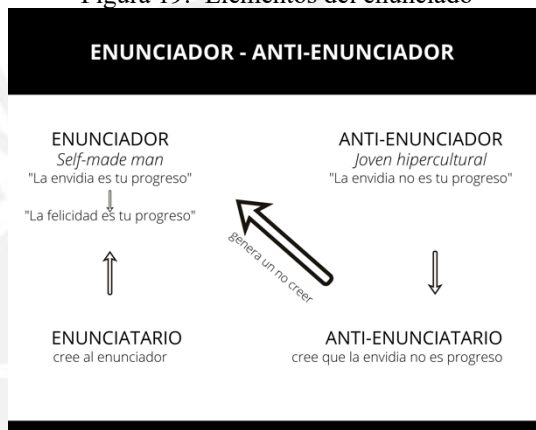 Figura 19. Elementos del enunciado
ENUNCIADOR - ANTI-ENUNCIADOR
ENUNCIADOR
Self-made man
"La envidia es tu progreso"
"La felicidad es tu progreso"
ANTI-ENUNCIADOR
Joven hipercultural
"La envidia no es tu progreso"
genera un no creer
ENUNCIATARIO
cree al enunciador
ANTI-ENUNCIATARIO
cree que la envidia no es progreso